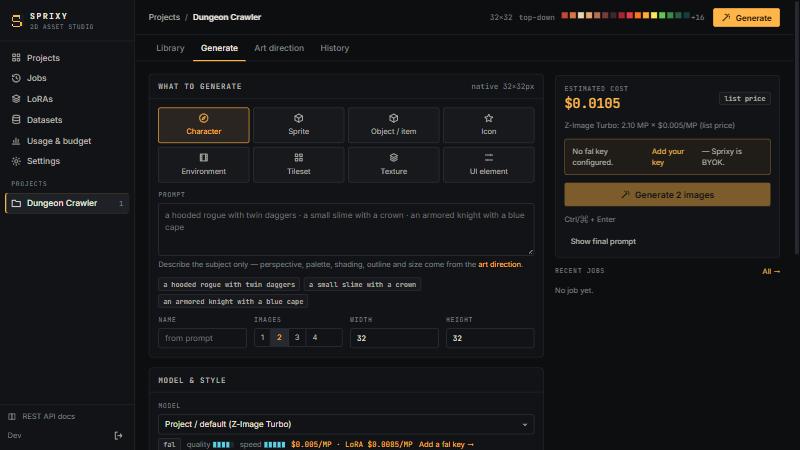 SPRIXY
2D ASSET STUDIO
Projects
Jobs
LoRAs
Datasets
Usage & budget
Settings
PROJECTS
Dungeon Crawler 1
REST API docs
Dev
Projects / Dungeon Crawler
32×32 top-down +16 Generate
Library Generate Art direction History
WHAT TO GENERATE native 32×32px
Character Sprite Object / item Icon
Environment Tileset Texture UI element
PROMPT
a hooded rogue with twin daggers · a small slime with a crown · an armored knight with a blue
cape
Describe the subject only — perspective, palette, shading, outline and size come from the art direction.
a hooded rogue with twin daggers a small slime with a crown
an armored knight with a blue cape
NAME IMAGES WIDTH HEIGHT
from prompt 1 2 3 4 32 32
MODEL & STYLE
MODEL
Project / default (Z-Image Turbo)
fal quality speed $0.005/MP · LoRA $0.0085/MP Add a fal key →
ESTIMATED COST
$0.0105 list price
Z-Image Turbo: 2.10 MP × $0.005/MP (list price)
No fal key configured. Add your key — Sprixy is BYOK.
Generate 2 images
Ctrl/⌘ + Enter
Show final prompt
RECENT JOBS All →
No job yet.